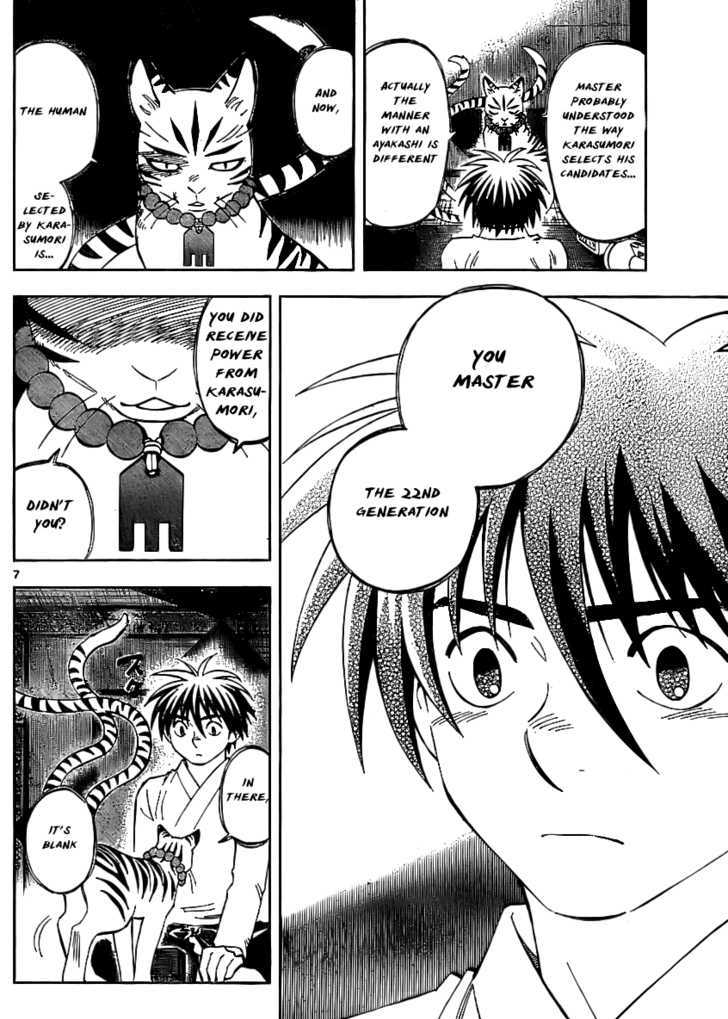 MASTER
PROBABLY
UNDERSTOOD
THE WAY
KARASUMORI
SELECTS HIS
CANDIDATES...
ACTUALLY
THE
MANNER
WITH AN
AYAKASHI IS
DIFFERENT
AND
NOW,
THE HUMAN
SE-
LECTED
BY KARA-
SUMORI
IS...
YOU
MASTER
THE 22ND
GENERATION
YOU DID
RECEIVE
POWER
FROM
KARASU-
MORI,
DIDN'T
YOU?
7
スタ
IN
THERE,
IT'S
BLANK